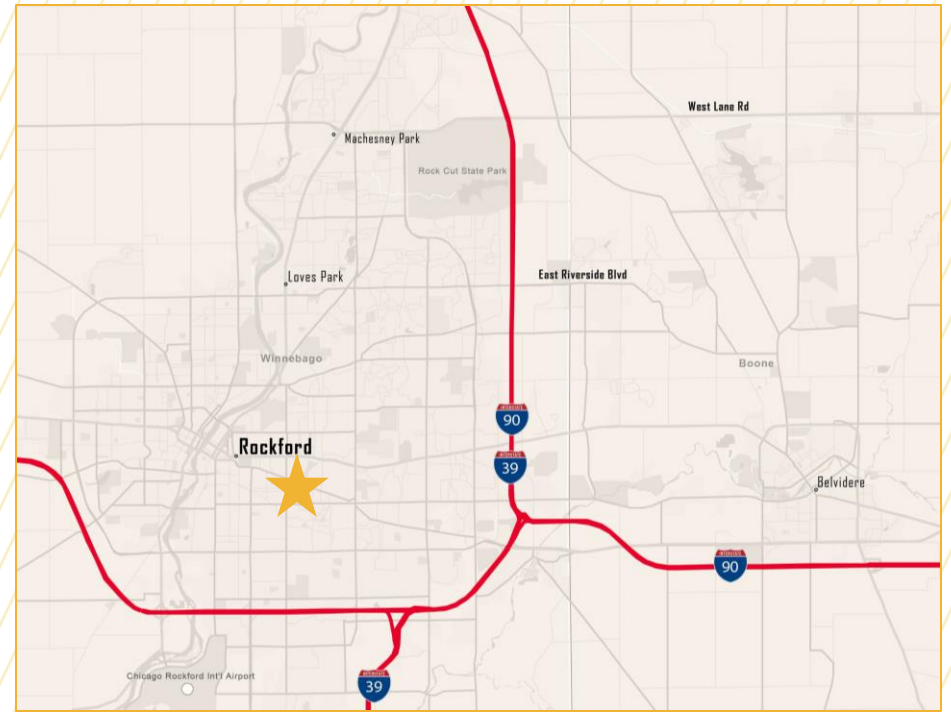 West Lane Rd
Machesney Park
Rock Cut State Park
East Riverside Blvd
Loves Park
Winnebago
Boone
90
Rockford
39
Belvidere
90
Chicago Rockford Int'l Airport
39